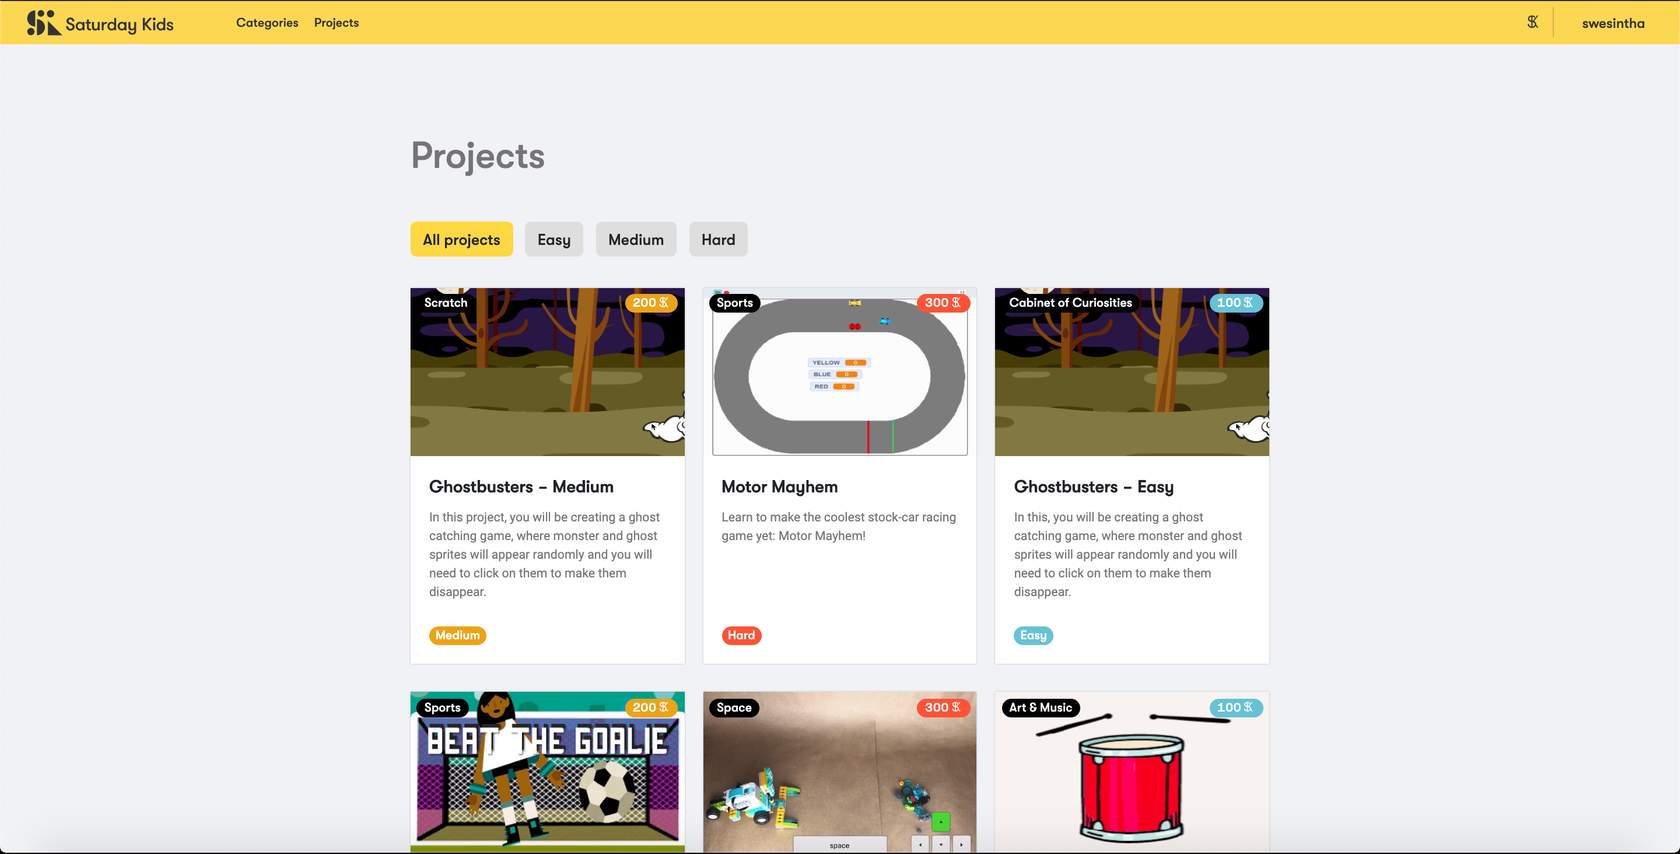 Saturday Kids
Categories
Projects
swesintha
Projects
All projects
Easy
Medium
Hard
Scratch
200
Sports
300
YELLOW 0
BLUE 0
RED 0
Cabinet of Curiosities
100
Ghostbusters – Medium
In this project, you will be creating a ghost
catching game, where monster and ghost
sprites will appear randomly and you will
need to click on them to make them
disappear.
Medium
Motor Mayhem
Learn to make the coolest stock-car racing
game yet: Motor Mayhem!
Hard
Ghostbusters – Easy
In this, you will be creating a ghost
catching game, where monster and ghost
sprites will appear randomly and you will
need to click on them to make them
disappear.
Easy
Sports
200
BEAT THE GOALIE
Space
300
space
Art & Music
100